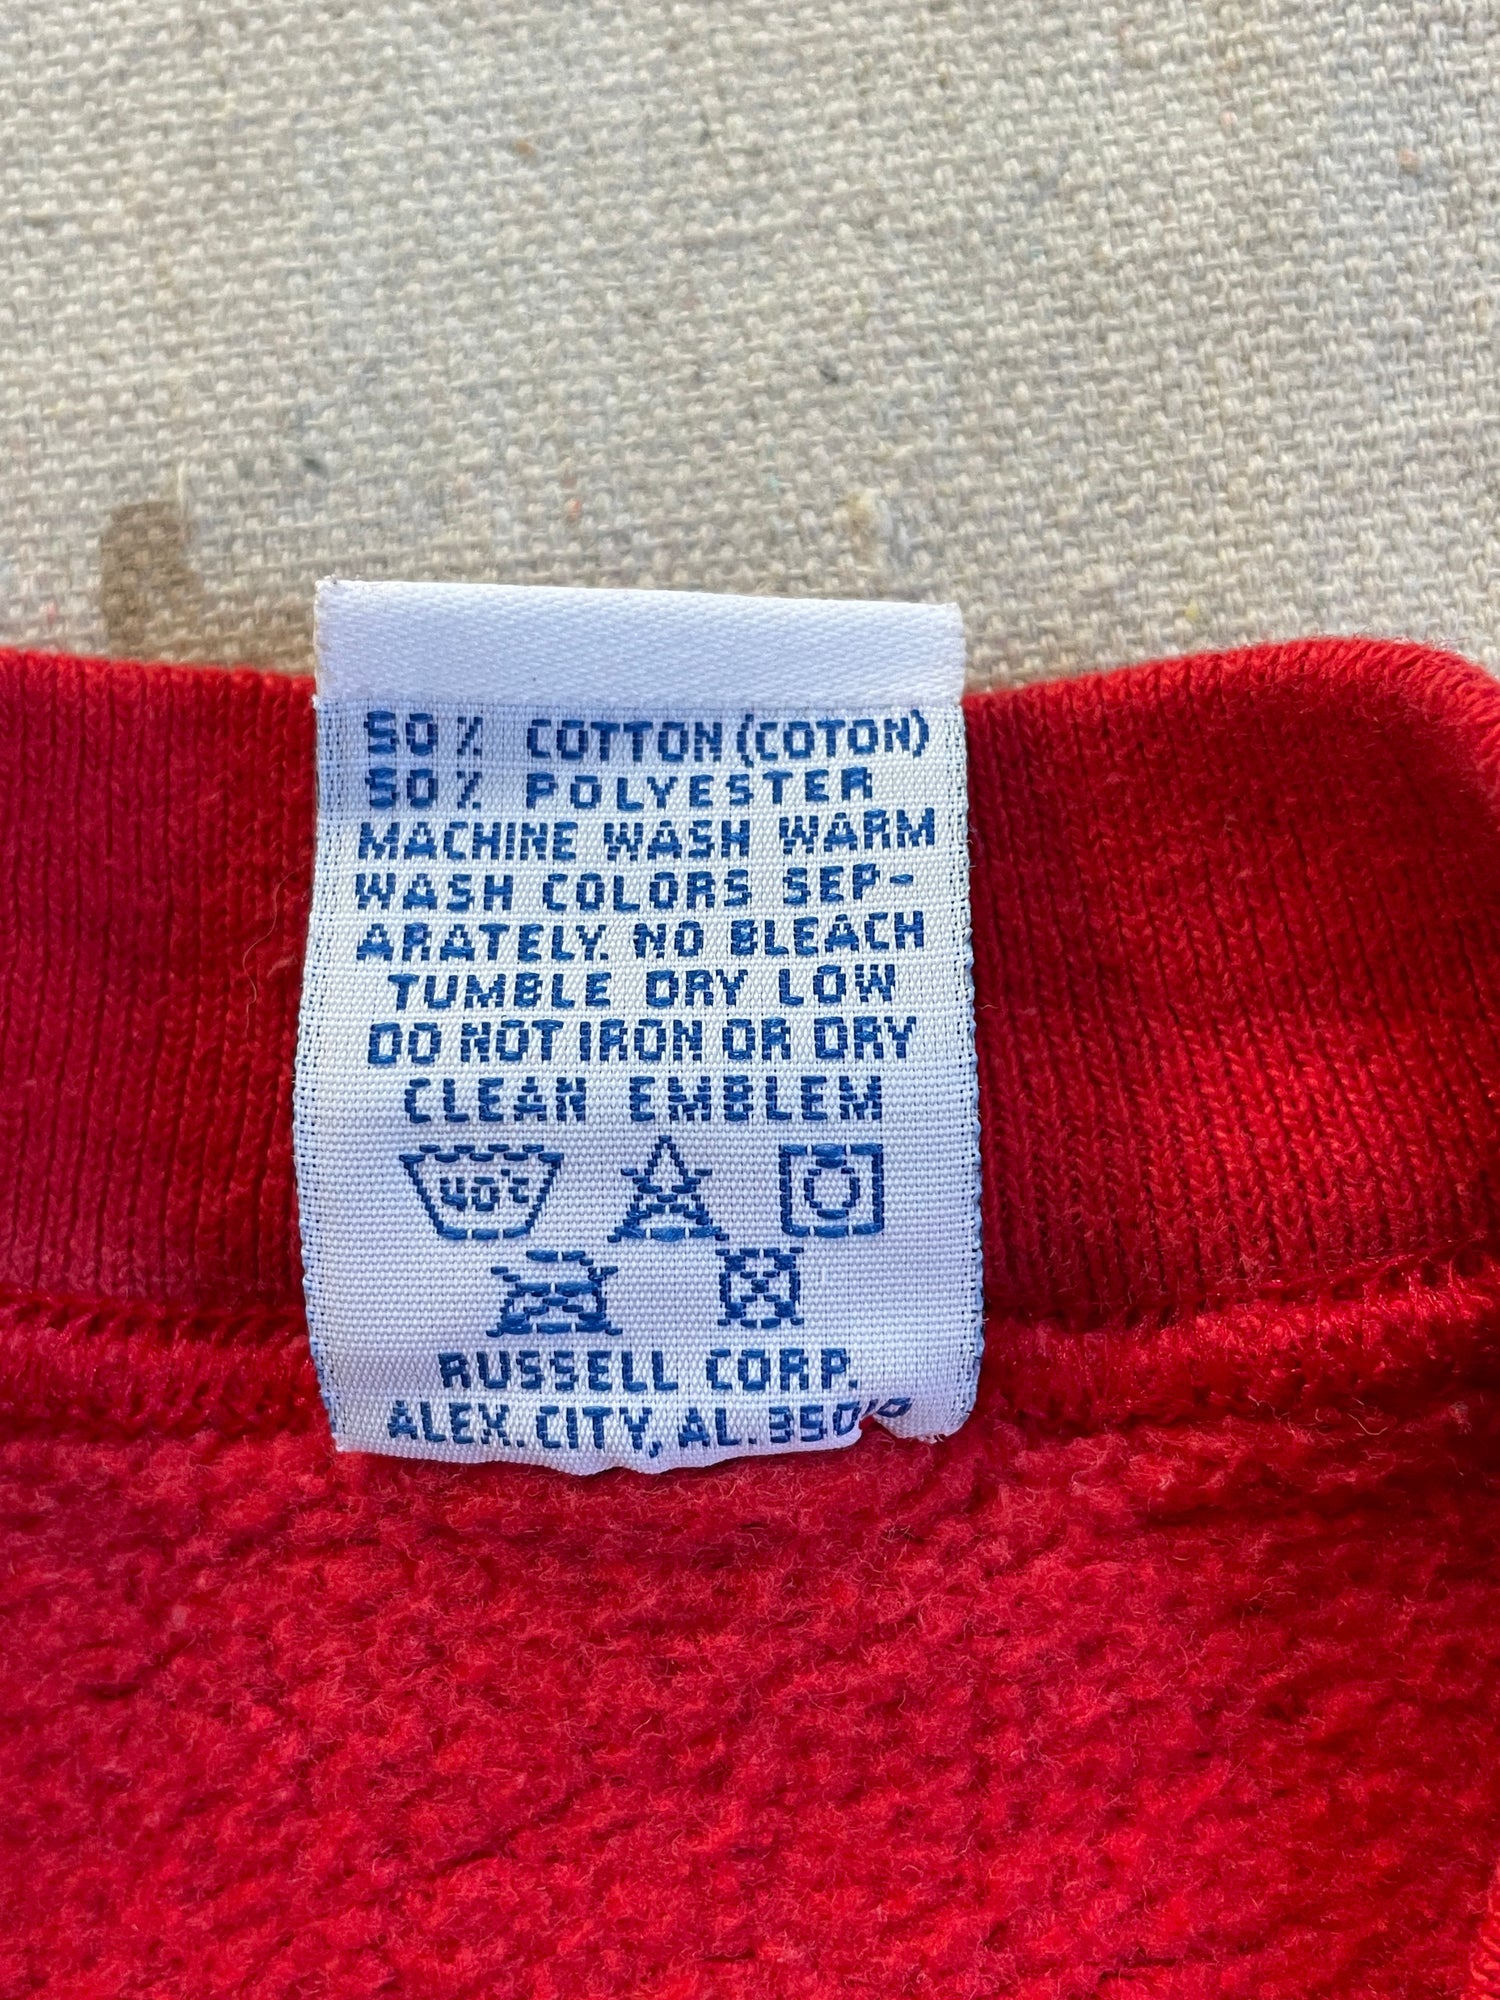 50% COTTON (COTON)
50% POLYESTER
MACHINE WASH WARM
WASH COLORS SEP-
ARATELY. NO BLEACH
TUMBLE DRY LOW
DO NOT IRON OR DRY
CLEAN EMBLEM
40°C
RUSSELL CORP.
ALEX. CITY, AL. 35010